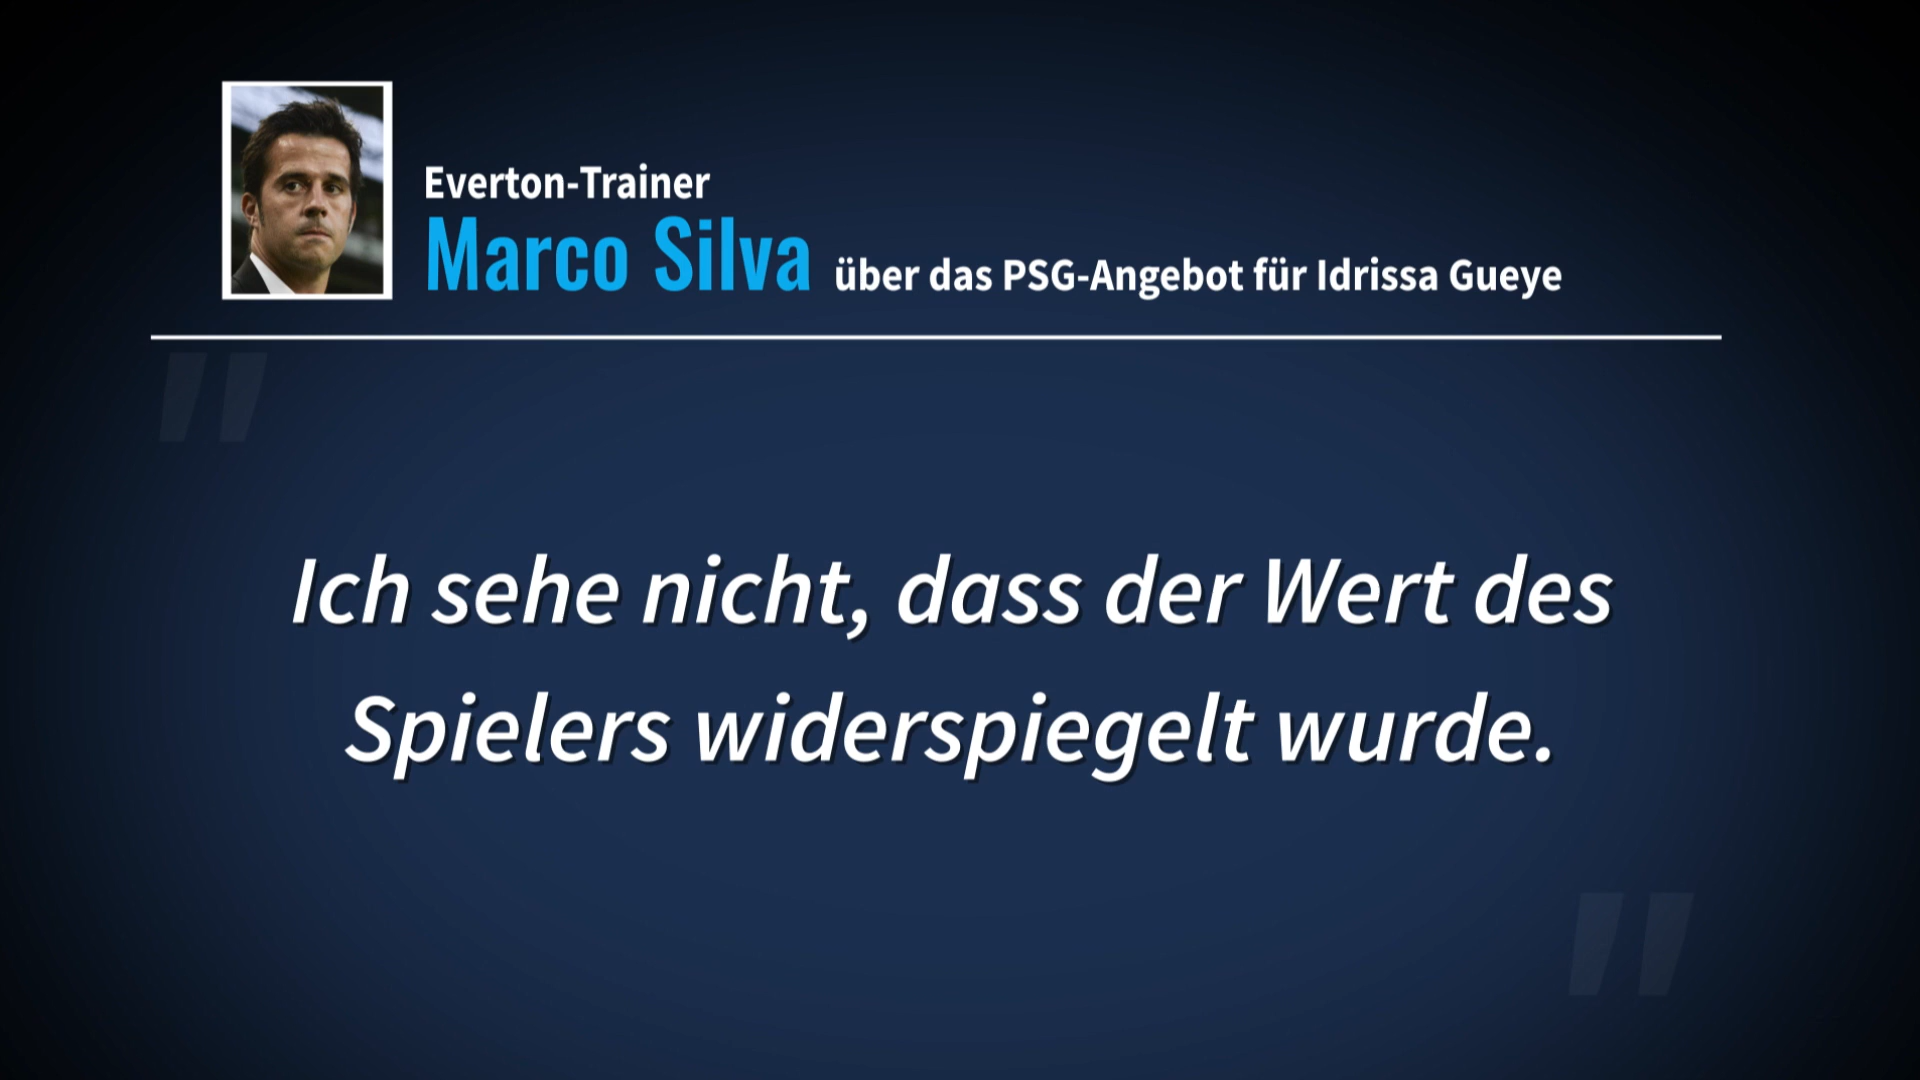 Everton-Trainer
Marco Silva über das PSG-Angebot für Idrissa Gueye
"
Ich sehe nicht, dass der Wert des
Spielers widerspiegelt wurde.
"